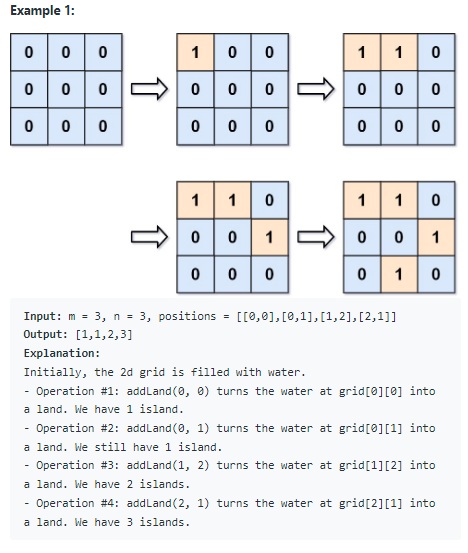 Example 1:
0 0 0 1 0 0 1 1 0
0 0 0 0 0 0 0 0 0
0 0 0 0 0 0 0 0 0
1 1 0 1 1 0
0 0 1 0 0 1
0 0 0 0 1 0
Input: m = 3, n = 3, positions = [[0,0],[0,1],[1,2],[2,1]]
Output: [1,1,2,3]
Explanation:
Initially, the 2d grid is filled with water.
- Operation #1: addLand(0, 0) turns the water at grid[0][0] into
a land. We have 1 island.
- Operation #2: addLand(0, 1) turns the water at grid[0][1] into
a land. We still have 1 island.
- Operation #3: addLand(1, 2) turns the water at grid[1][2] into
a land. We have 2 islands.
- Operation #4: addLand(2, 1) turns the water at grid[2][1] into
a land. We have 3 islands.